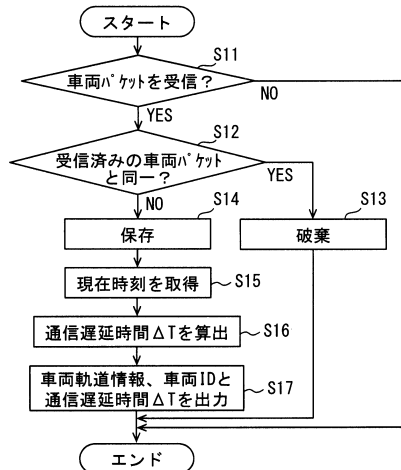 スタート
S11
車両ﾊﾟｹｯﾄを受信？
NO
YES
S12
受信済みの車両ﾊﾟｹｯﾄ
と同一？
YES
NO
S14
S13
保存
破棄
現在時刻を取得
S15
通信遅延時間ΔTを算出
S16
車両軌道情報、車両IDと
通信遅延時間ΔTを出力
S17
エンド